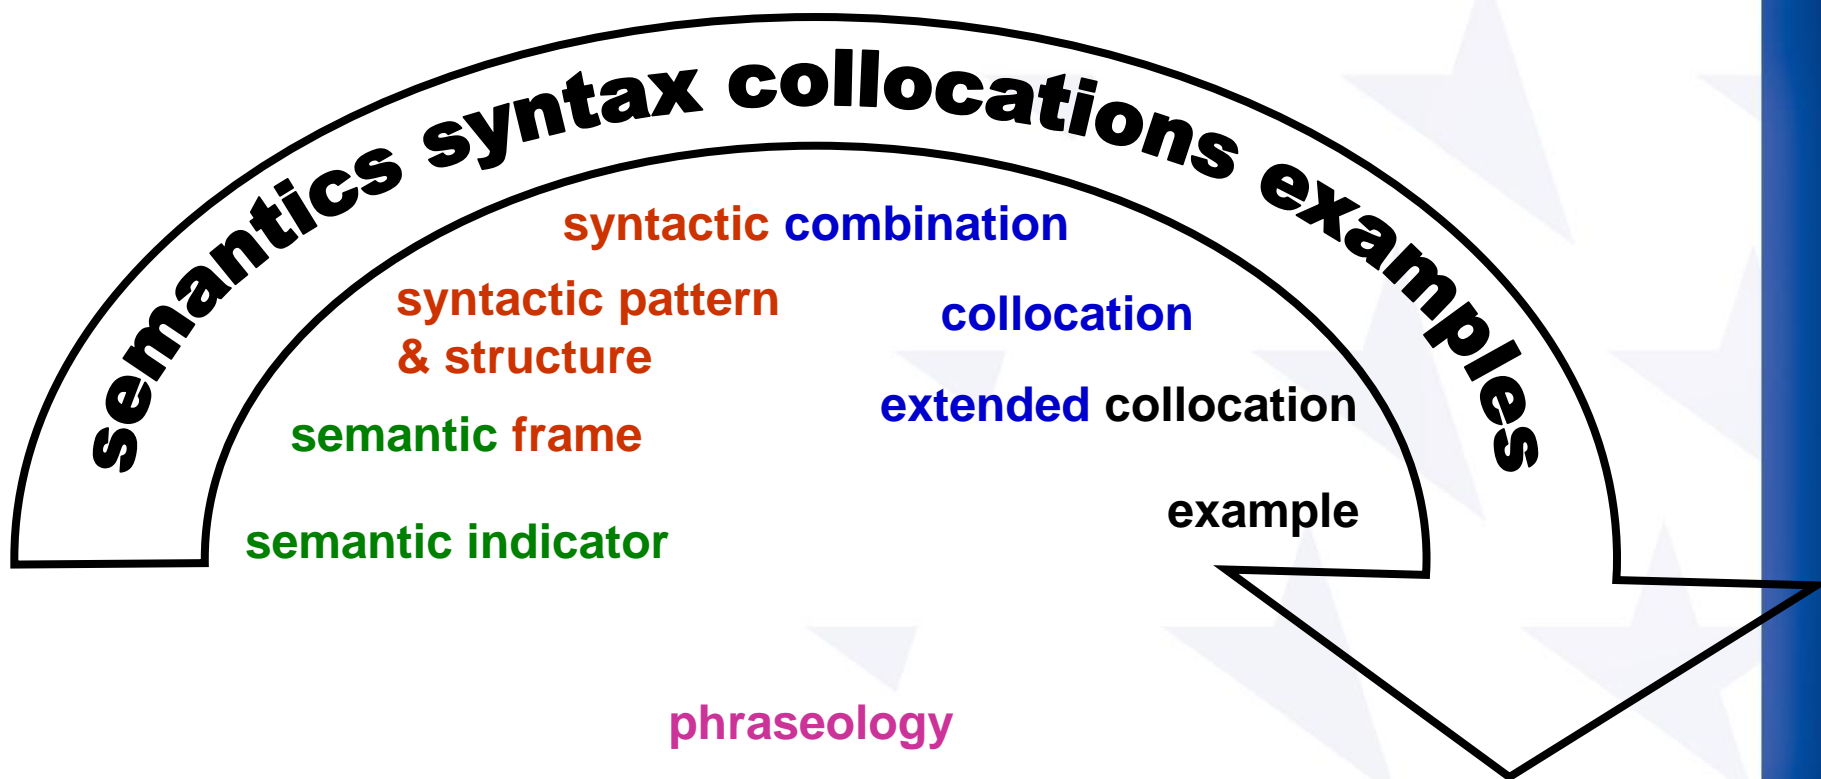 semantics syntax collocations examples
syntactic combination
syntactic pattern
& structure
collocation
extended collocation
semantic frame
example
semantic indicator
phraseology